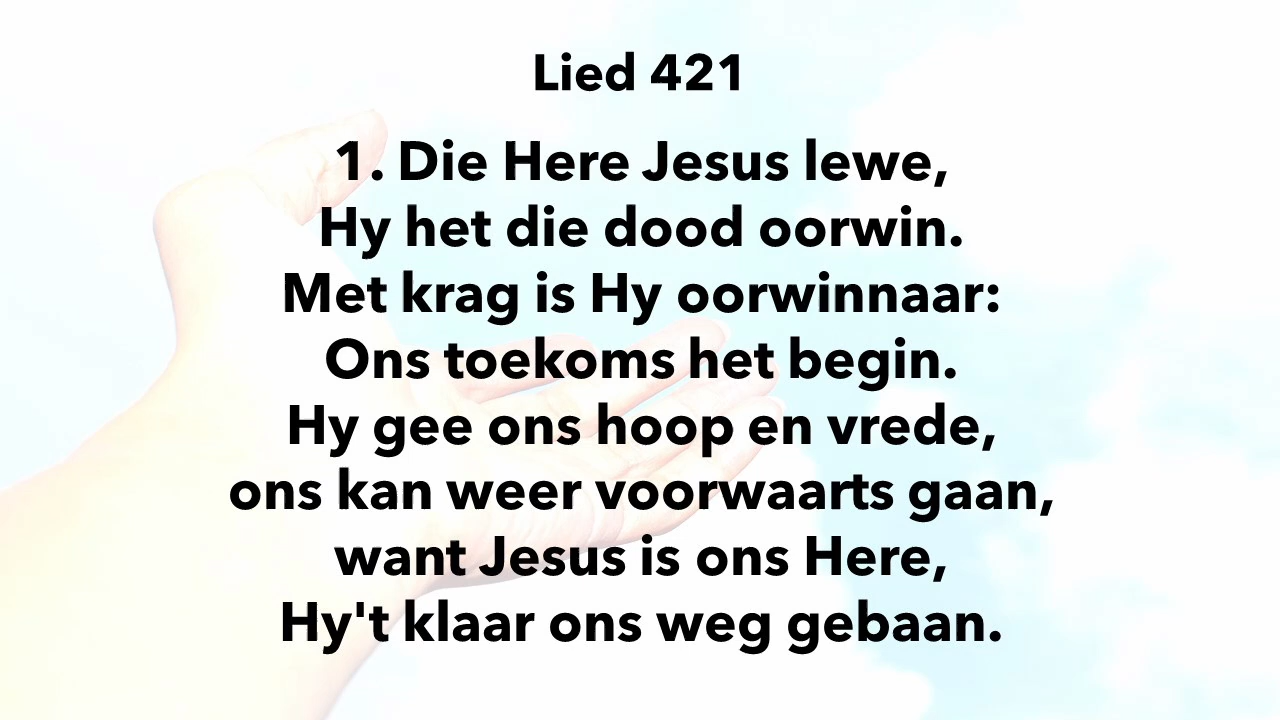 Lied 421
1. Die Here Jesus lewe,
Hy het die dood oorwin.
Met krag is Hy oorwinnaar:
Ons toekoms het begin.
Hy gee ons hoop en vrede,
ons kan weer voorwaarts gaan,
want Jesus is ons Here,
Hy't klaar ons weg gebaan.